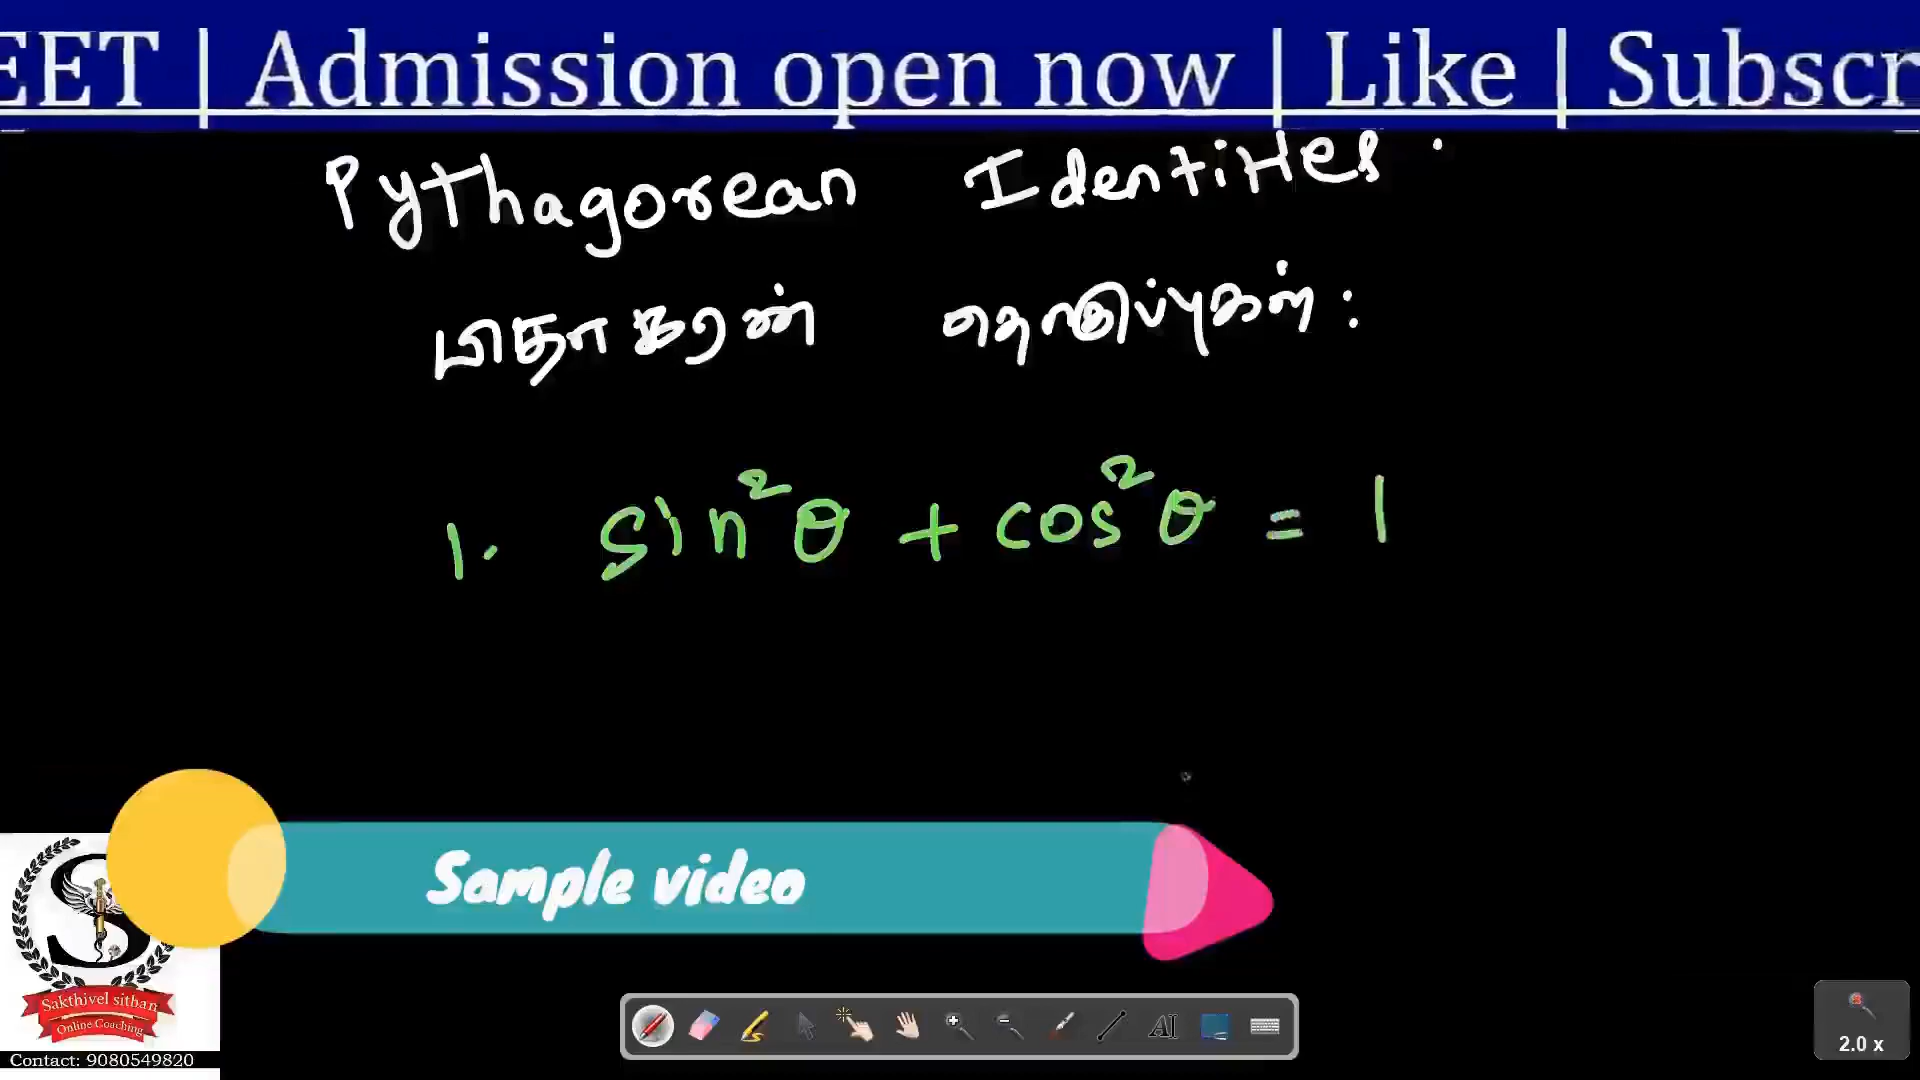 EET | Admission open now | Like | Subscr
Pythagorean Identities :
பிதாகரஸ் தொகுப்புகள் :
1. sin²θ + cos²θ = 1
Sample video
Sakthivel sithan
Online Coaching
Contact: 9080549820
2.0 x